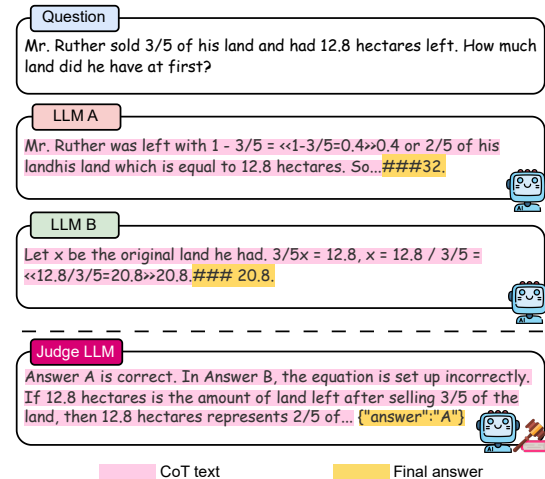 Question
Mr. Ruther sold 3/5 of his land and had 12.8 hectares left. How much
land did he have at first?
LLM A
Mr. Ruther was left with 1 - 3/5 = <<1-3/5=0.4>>0.4 or 2/5 of his
landhis land which is equal to 12.8 hectares. So...###32.
AI
LLM B
Let x be the original land he had. 3/5x = 12.8, x = 12.8 / 3/5 =
<<12.8/3/5=20.8>>20.8.### 20.8.
AI
Judge LLM
Answer A is correct. In Answer B, the equation is set up incorrectly.
If 12.8 hectares is the amount of land left after selling 3/5 of the
land, then 12.8 hectares represents 2/5 of... {"answer":"A"}
AI
CoT text
Final answer